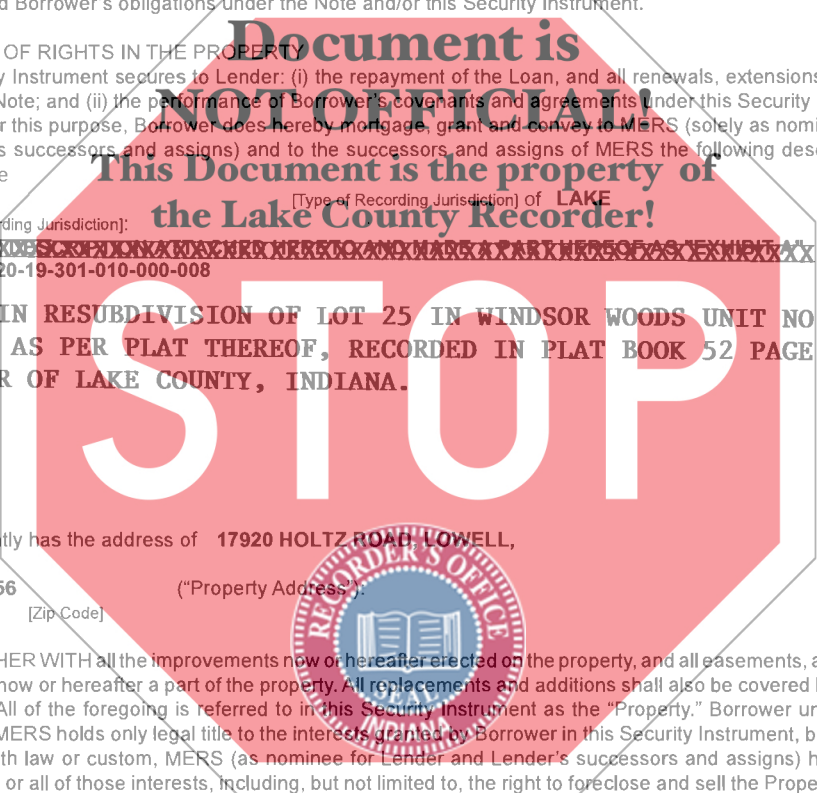 d Borrower's obligations under the Note and/or this Security Instrument.
Document is
OF RIGHTS IN THE PROPERTY
y Instrument secures to Lender: (i) the repayment of the Loan, and all renewals, extensions
NOT OFFICIAL!
Note; and (ii) the performance of Borrower's covenants and agreements under this Security
r this purpose, Borrower does hereby mortgage, grant and convey to MERS (solely as nomi
s successors and assigns) and to the successors and assigns of MERS the following desc
This Document is the property of
e
[Type of Recording Jurisdiction] of LAKE
the Lake County Recorder!
ding Jurisdiction]:
ATTACHED HERETO AND MADE A PART HEREOF AS "EXHIBIT A"
20-19-301-010-000-008
IN RESUBDIVISION OF LOT 25 IN WINDSOR WOODS UNIT NO
AS PER PLAT THEREOF, RECORDED IN PLAT BOOK 52 PAGE
R OF LAKE COUNTY, INDIANA.
STOP
tly has the address of 17920 HOLTZ ROAD, LOWELL,
56 ("Property Address"):
[Zip Code]
RECORDER'S OFFICE
SEAL
INDIANA
HER WITH all the improvements now or hereafter erected on the property, and all easements, a
now or hereafter a part of the property. All replacements and additions shall also be covered
All of the foregoing is referred to in this Security Instrument as the "Property." Borrower un
MERS holds only legal title to the interests granted by Borrower in this Security Instrument, b
th law or custom, MERS (as nominee for Lender and Lender's successors and assigns) h
or all of those interests, including, but not limited to, the right to foreclose and sell the Prope